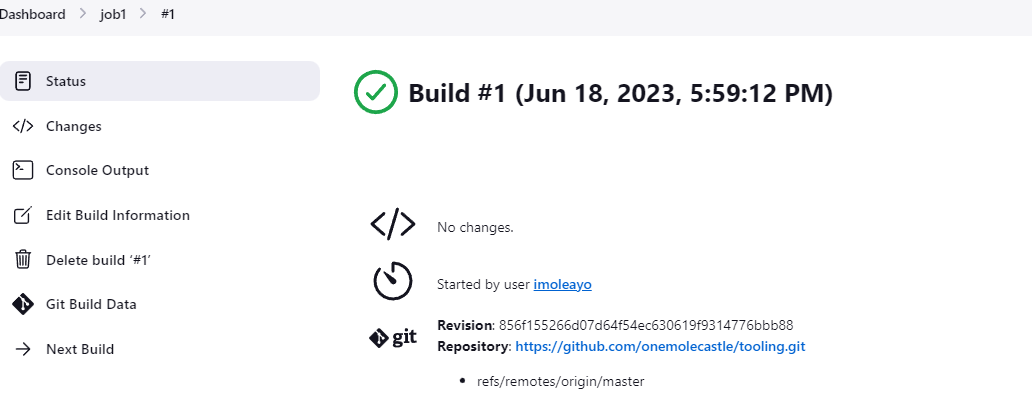 Dashboard > job1 > #1
Status
Build #1 (Jun 18, 2023, 5:59:12 PM)
Changes
Console Output
Edit Build Information
Delete build ‘#1’
Git Build Data
Next Build
No changes.
Started by user imoleayo
git
Revision: 856f155266d07d64f54ec630619f9314776bbb88
Repository: https://github.com/onemolecastle/tooling.git
• refs/remotes/origin/master